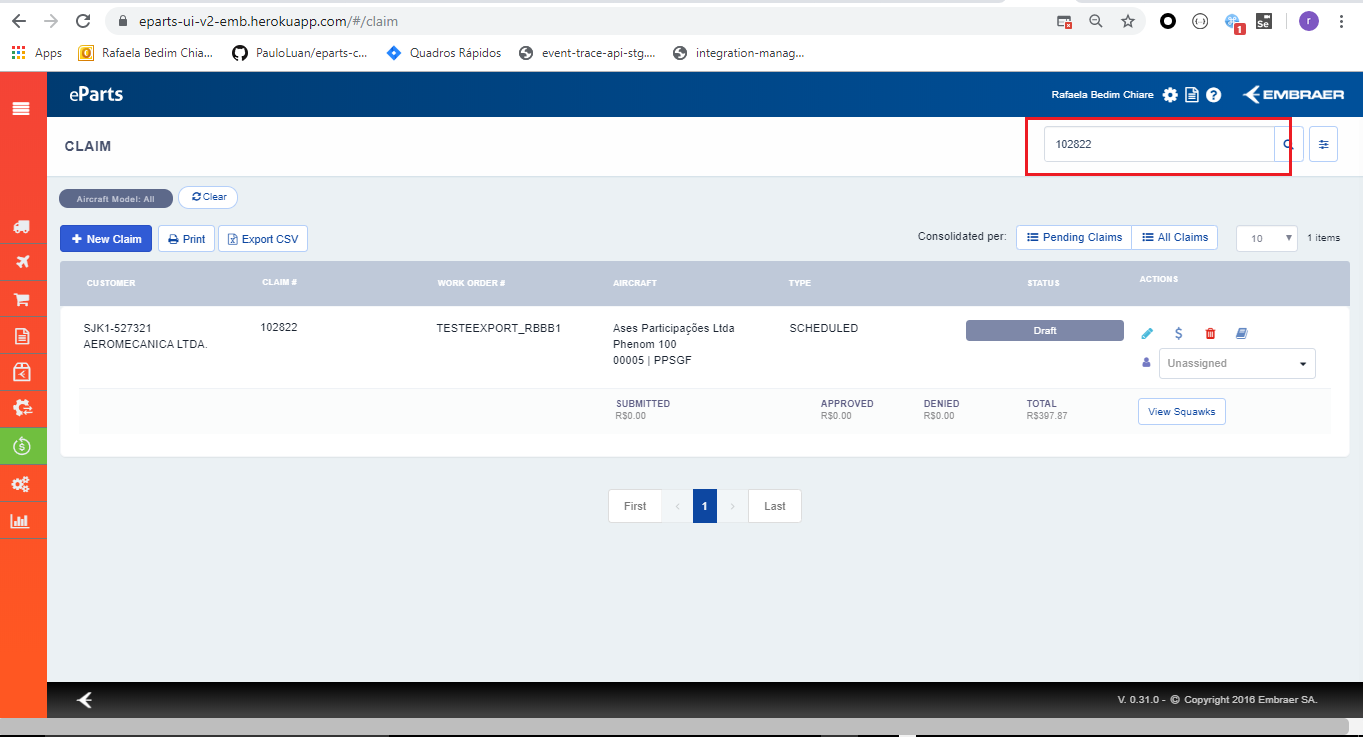 eparts-ui-v2-emb.herokuapp.com/#/claim
Se
1
r
Apps
Rafaela Bedim Chia...
PauloLuan/eparts-c...
Quadros Rápidos
event-trace-api-stg....
integration-manag...
eParts
Rafaela Bedim Chiare
EMBRAER
CLAIM
102822
Aircraft Model: All
Clear
New Claim
Print
Export CSV
Consolidated per:
Pending Claims
All Claims
10
1 items
CUSTOMER
CLAIM #
WORK ORDER #
AIRCRAFT
TYPE
STATUS
ACTIONS
SJK1-527321
AEROMECANICA LTDA.
102822
TESTEEXPORT_RBBB1
Ases Participações Ltda
Phenom 100
00005 | PPSGF
SCHEDULED
Draft
Unassigned
SUBMITTED
R$0.00
APPROVED
R$0.00
DENIED
R$0.00
TOTAL
R$397.87
View Squawks
First
‹
1
›
Last
V. 0.31.0 - © Copyright 2016 Embraer SA.